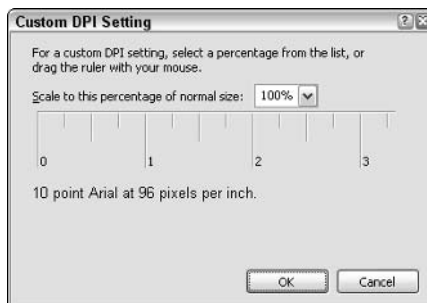 Custom DPI Setting
For a custom DPI setting, select a percentage from the list, or
drag the ruler with your mouse.
Scale to this percentage of normal size: 100%
0 1 2 3
10 point Arial at 96 pixels per inch.
OK Cancel